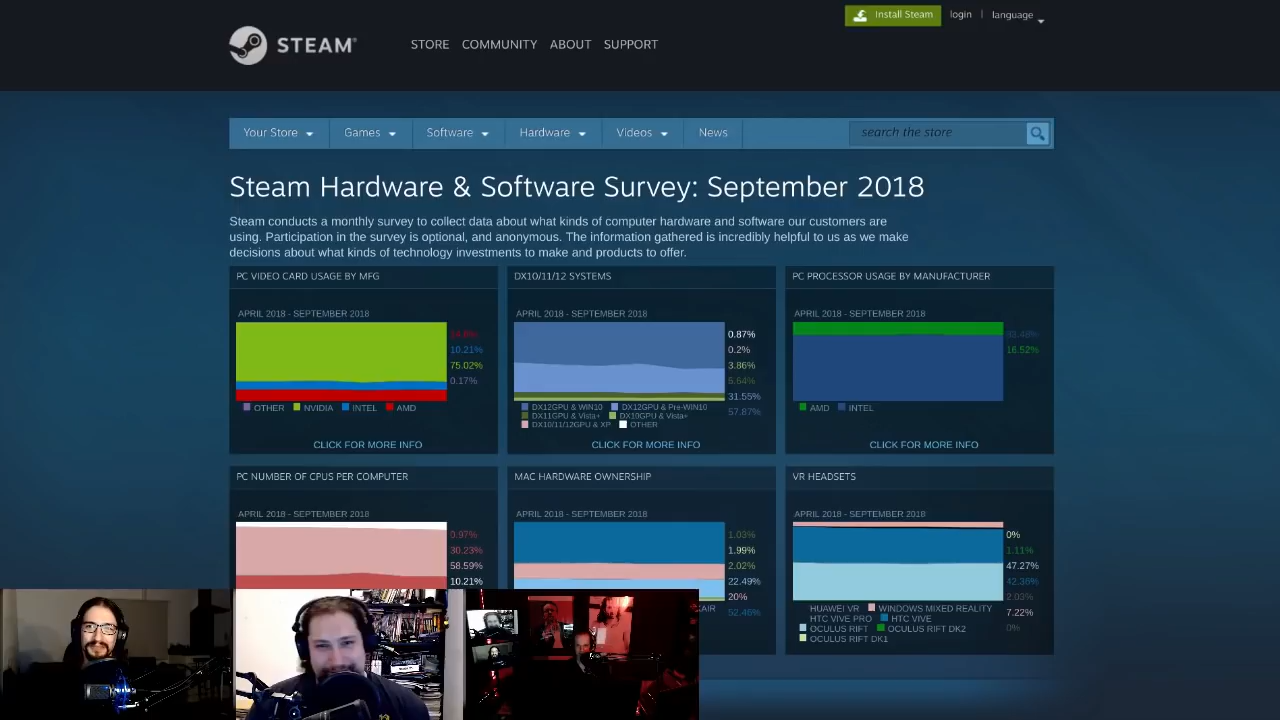 Install Steam
login
language
STEAM
STORE
COMMUNITY
ABOUT
SUPPORT
Your Store
Games
Software
Hardware
Videos
News
search the store
Steam Hardware & Software Survey: September 2018
Steam conducts a monthly survey to collect data about what kinds of computer hardware and software our customers are
using. Participation in the survey is optional, and anonymous. The information gathered is incredibly helpful to us as we make
decisions about what kinds of technology investments to make and products to offer.
PC VIDEO CARD USAGE BY MFG
APRIL 2018 - SEPTEMBER 2018
10.21%
75.02%
0.17%
OTHER NVIDIA INTEL AMD
CLICK FOR MORE INFO
DX10/11/12 SYSTEMS
APRIL 2018 - SEPTEMBER 2018
0.87%
0.2%
3.86%
5.64%
31.55%
57.87%
DX12GPU & WIN10 DX12GPU & Pre-WIN10
DX11GPU & Vista+ DX10GPU & Vista+
DX10/11/12GPU & XP OTHER
CLICK FOR MORE INFO
PC PROCESSOR USAGE BY MANUFACTURER
APRIL 2018 - SEPTEMBER 2018
16.52%
AMD INTEL
CLICK FOR MORE INFO
PC NUMBER OF CPUS PER COMPUTER
APRIL 2018 - SEPTEMBER 2018
0.97%
30.23%
58.59%
10.21%
MAC HARDWARE OWNERSHIP
APRIL 2018 - SEPTEMBER 2018
1.03%
1.99%
2.02%
22.49%
20%
52.46%
VR HEADSETS
APRIL 2018 - SEPTEMBER 2018
0%
1.11%
47.27%
42.36%
2.03%
7.22%
0%
HUAWEI VR WINDOWS MIXED REALITY
HTC VIVE PRO HTC VIVE
OCULUS RIFT OCULUS RIFT DK2
OCULUS RIFT DK1